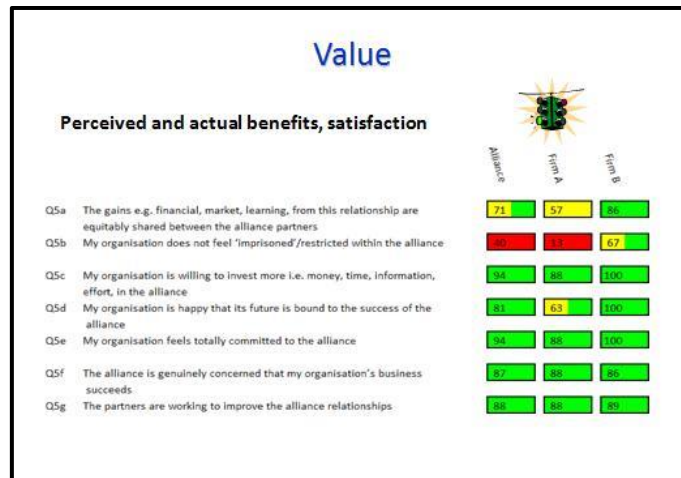 Value
Perceived and actual benefits, satisfaction
Alliance Firm A Firm B
Q5a The gains e.g. financial, market, learning, from this relationship are 71 57 86
equitably shared between the alliance partners
Q5b My organisation does not feel 'imprisoned'/restricted within the alliance 40 13 67
Q5c My organisation is willing to invest more i.e. money, time, information, 94 88 100
effort, in the alliance
Q5d My organisation is happy that its future is bound to the success of the 81 63 100
alliance
Q5e My organisation feels totally committed to the alliance 94 88 100
Q5f The alliance is genuinely concerned that my organisation's business 87 88 86
succeeds
Q5g The partners are working to improve the alliance relationships 88 88 89